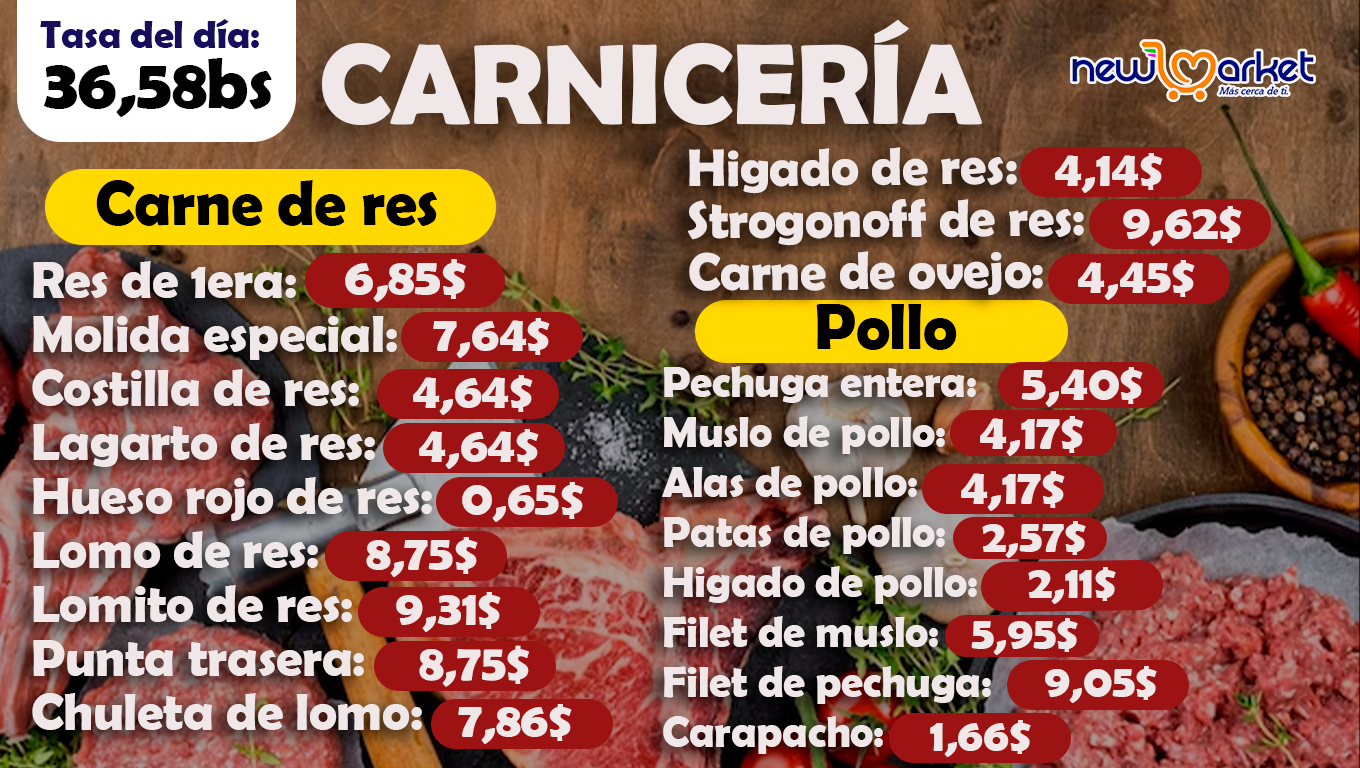 Tasa del día:
36,58bs
CARNICERÍA
new market
Más cerca de ti.
Carne de res
Res de 1era: 6,85$
Molida especial: 7,64$
Costilla de res: 4,64$
Lagarto de res: 4,64$
Hueso rojo de res: 0,65$
Lomo de res: 8,75$
Lomito de res: 9,31$
Punta trasera: 8,75$
Chuleta de lomo: 7,86$
Higado de res: 4,14$
Strogonoff de res: 9,62$
Carne de ovejo: 4,45$
Pollo
Pechuga entera: 5,40$
Muslo de pollo: 4,17$
Alas de pollo: 4,17$
Patas de pollo: 2,57$
Higado de pollo: 2,11$
Filet de muslo: 5,95$
Filet de pechuga: 9,05$
Carapacho: 1,66$